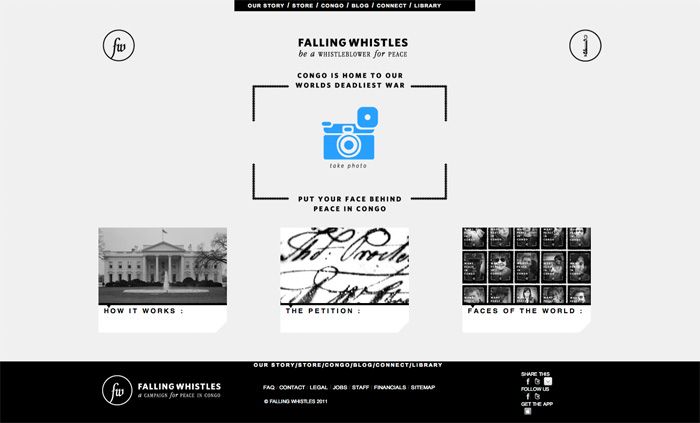 OUR STORY / STORE / CONGO / BLOG / CONNECT / LIBRARY
fw
FALLING WHISTLES
be a WHISTLEBLOWER for PEACE
CONGO IS HOME TO OUR
WORLDS DEADLIEST WAR
take photo
PUT YOUR FACE BEHIND
PEACE IN CONGO
HOW IT WORKS :
THE PETITION :
FACES OF THE WORLD :
OUR STORY/STORE/CONGO/BLOG/CONNECT/LIBRARY
fw
FALLING WHISTLES
a CAMPAIGN for PEACE IN CONGO
FAQ CONTACT LEGAL JOBS STAFF FINANCIALS SITEMAP
© FALLING WHISTLES 2011
SHARE THIS
FOLLOW US
GET THE APP